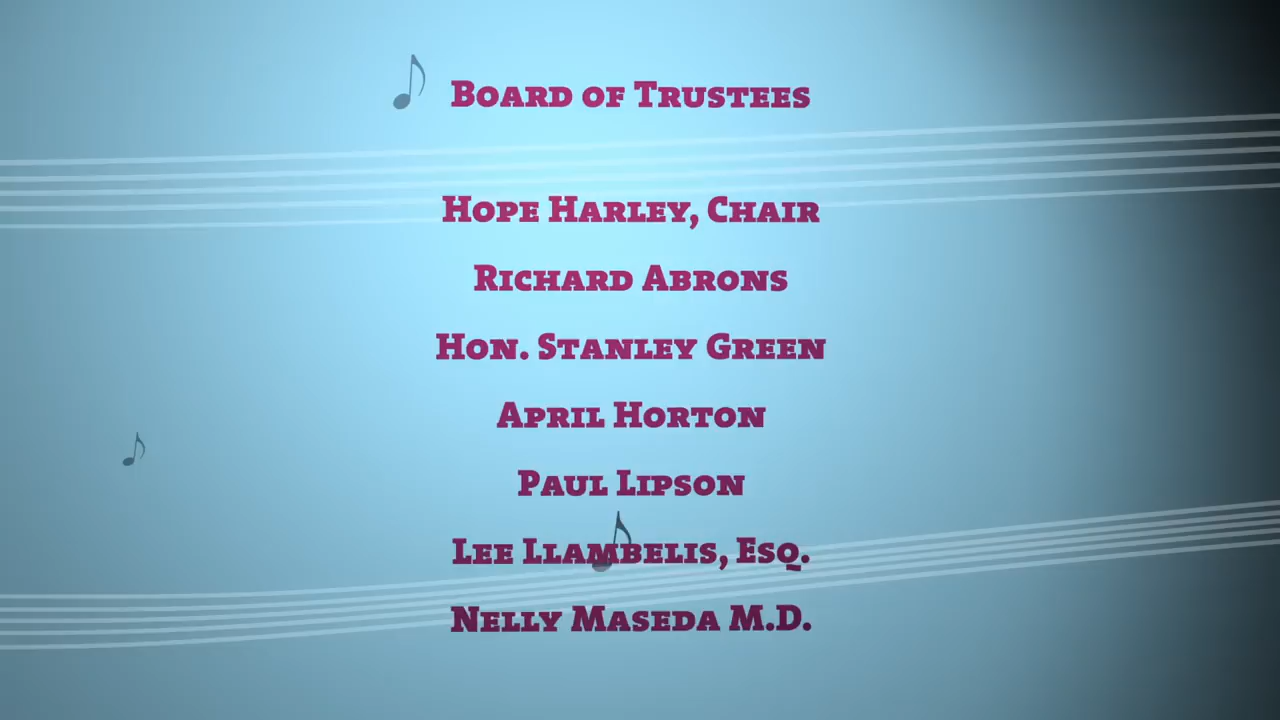 Board of Trustees
Hope Harley, Chair
Richard Abrons
Hon. Stanley Green
April Horton
Paul Lipson
Lee Llambelis, Esq.
Nelly Maseda M.D.